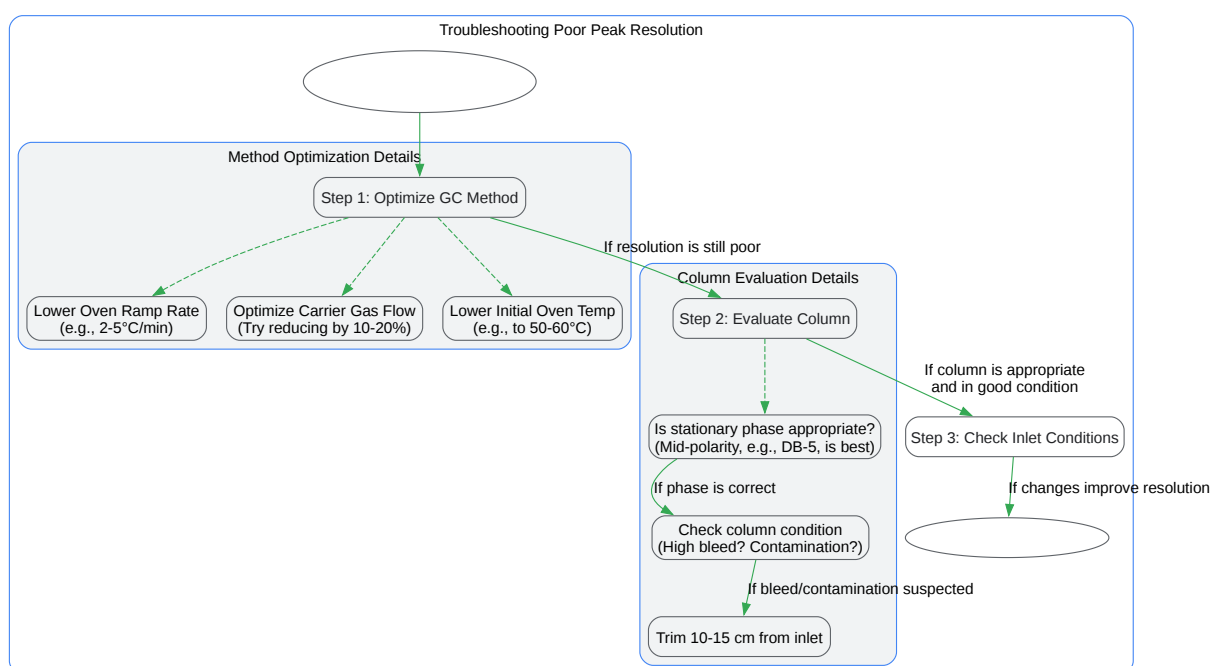 Troubleshooting Poor Peak Resolution
Method Optimization Details
Step 1: Optimize GC Method
If resolution is still poor
Lower Oven Ramp Rate
(e.g., 2-5°C/min)
Optimize Carrier Gas Flow
(Try reducing by 10-20%)
Lower Initial Oven Temp
(e.g., to 50-60°C)
Column Evaluation Details
Step 2: Evaluate Column
If column is appropriate
and in good condition
Is stationary phase appropriate?
(Mid-polarity, e.g., DB-5, is best)
Step 3: Check Inlet Conditions
If phase is correct
If changes improve resolution
Check column condition
(High bleed? Contamination?)
If bleed/contamination suspected
Trim 10-15 cm from inlet